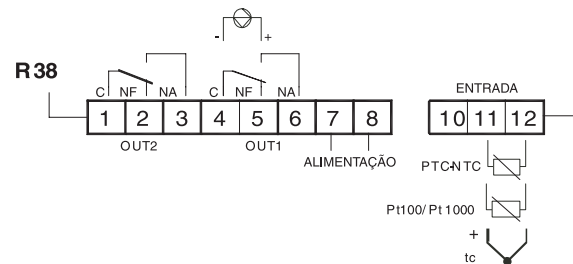 - +
R38
C NF NA C NF NA
ENTRADA
1 2 3 4 5 6 7 8 10 11 12
OUT2 OUT1
ALIMENTAÇÃO
PTC-NTC
Pt100/Pt1000
+
tc